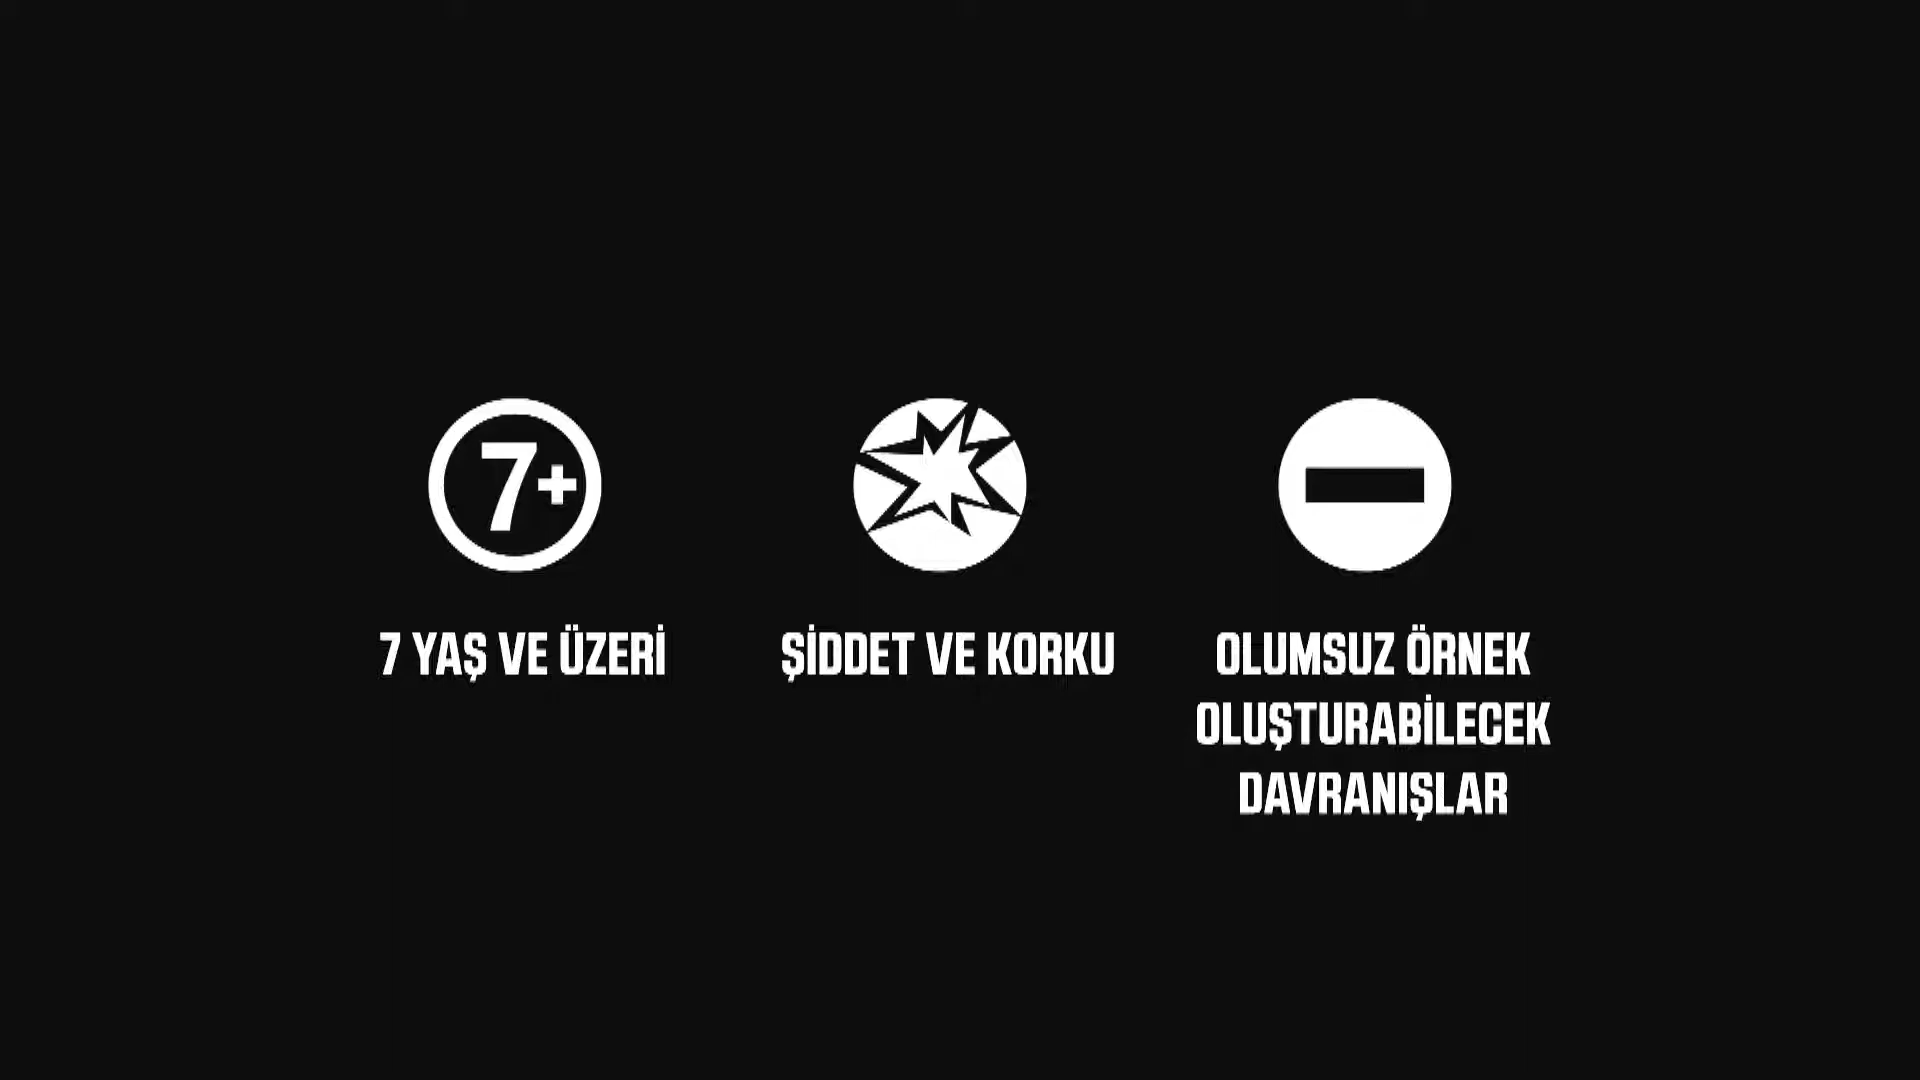 7+
7 YAŞ VE ÜZERİ
ŞİDDET VE KORKU
OLUMSUZ ÖRNEK
OLUŞTURABİLECEK
DAVRANIŞLAR